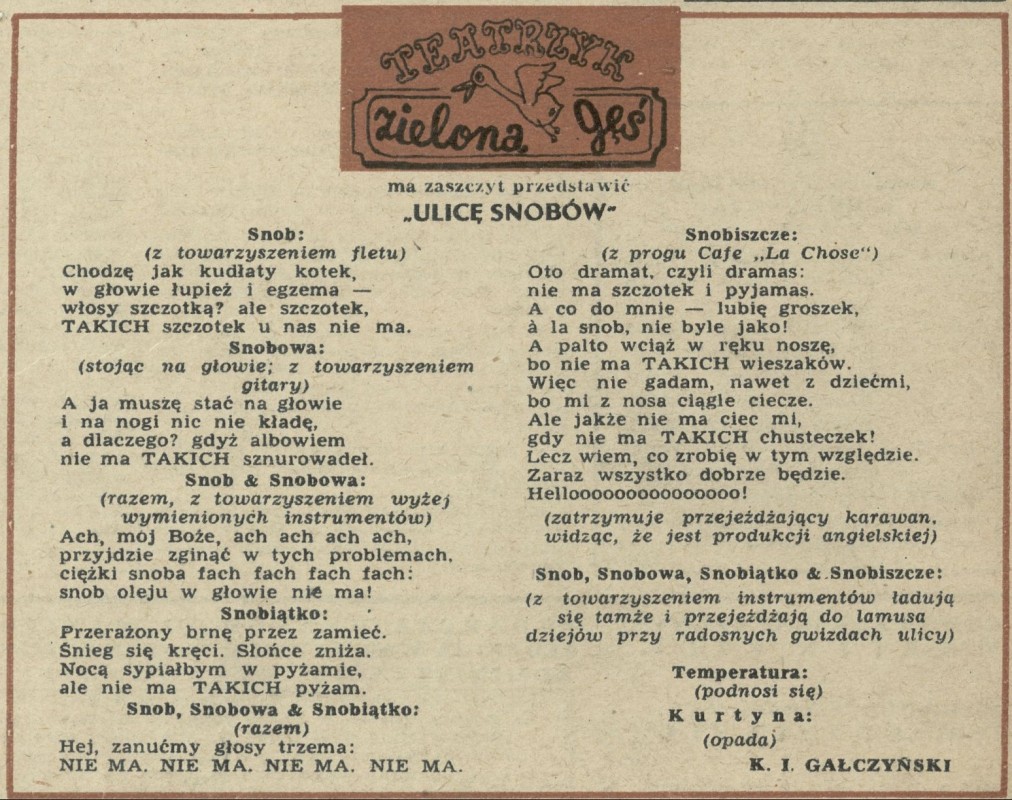 TEATRZYK
zielona gęś
ma zaszczyt przedstawić
„ULICĘ SNOBÓW"
Snob:
(z towarzyszeniem fletu)
Chodzę jak kudłaty kotek,
w głowie łupież i egzema —
włosy szczotką? ale szczotek,
TAKICH szczotek u nas nie ma.
Snobowa:
(stojąc na głowie; z towarzyszeniem
gitary)
A ja muszę stać na głowie
i na nogi nic nie kładę,
a dlaczego? gdyż albowiem
nie ma TAKICH sznurowadeł.
Snob & Snobowa:
(razem, z towarzyszeniem wyżej
wymienionych instrumentów)
Ach, mój Boże, ach ach ach ach,
przyjdzie zginąć w tych problemach,
ciężki snoba fach fach fach fach:
snob oleju w głowie nie ma!
Snobiątko:
Przerażony brnę przez zamieć.
Śnieg się kręci. Słońce zniża.
Nocą sypiałbym w pyżamie,
ale nie ma TAKICH pyżam.
Snob, Snobowa & Snobiątko:
(razem)
Hej, zanućmy głosy trzema:
NIE MA. NIE MA. NIE MA. NIE MA.
Snobiszcze:
(z progu Cafe „La Chose")
Oto dramat, czyli dramas:
nie ma szczotek i pyjamas.
A co do mnie — lubię groszek,
à la snob, nie byle jako!
A palto wciąż w ręku noszę,
bo nie ma TAKICH wieszaków.
Więc nie gadam, nawet z dziećmi,
bo mi z nosa ciągle ciecze.
Ale jakże nie ma ciec mi,
gdy nie ma TAKICH chusteczek!
Lecz wiem, co zrobię w tym względzie.
Zaraz wszystko dobrze będzie.
Hellooooooooooooooo!
(zatrzymuje przejeżdżający karawan,
widząc, że jest produkcji angielskiej)
Snob, Snobowa, Snobiątko & Snobiszcze:
(z towarzyszeniem instrumentów ładują
się tamże i przejeżdżają do lamusa
dziejów przy radosnych gwizdach ulicy)
Temperatura:
(podnosi się)
Kurtyna:
(opada)
K. I. GAŁCZYŃSKI